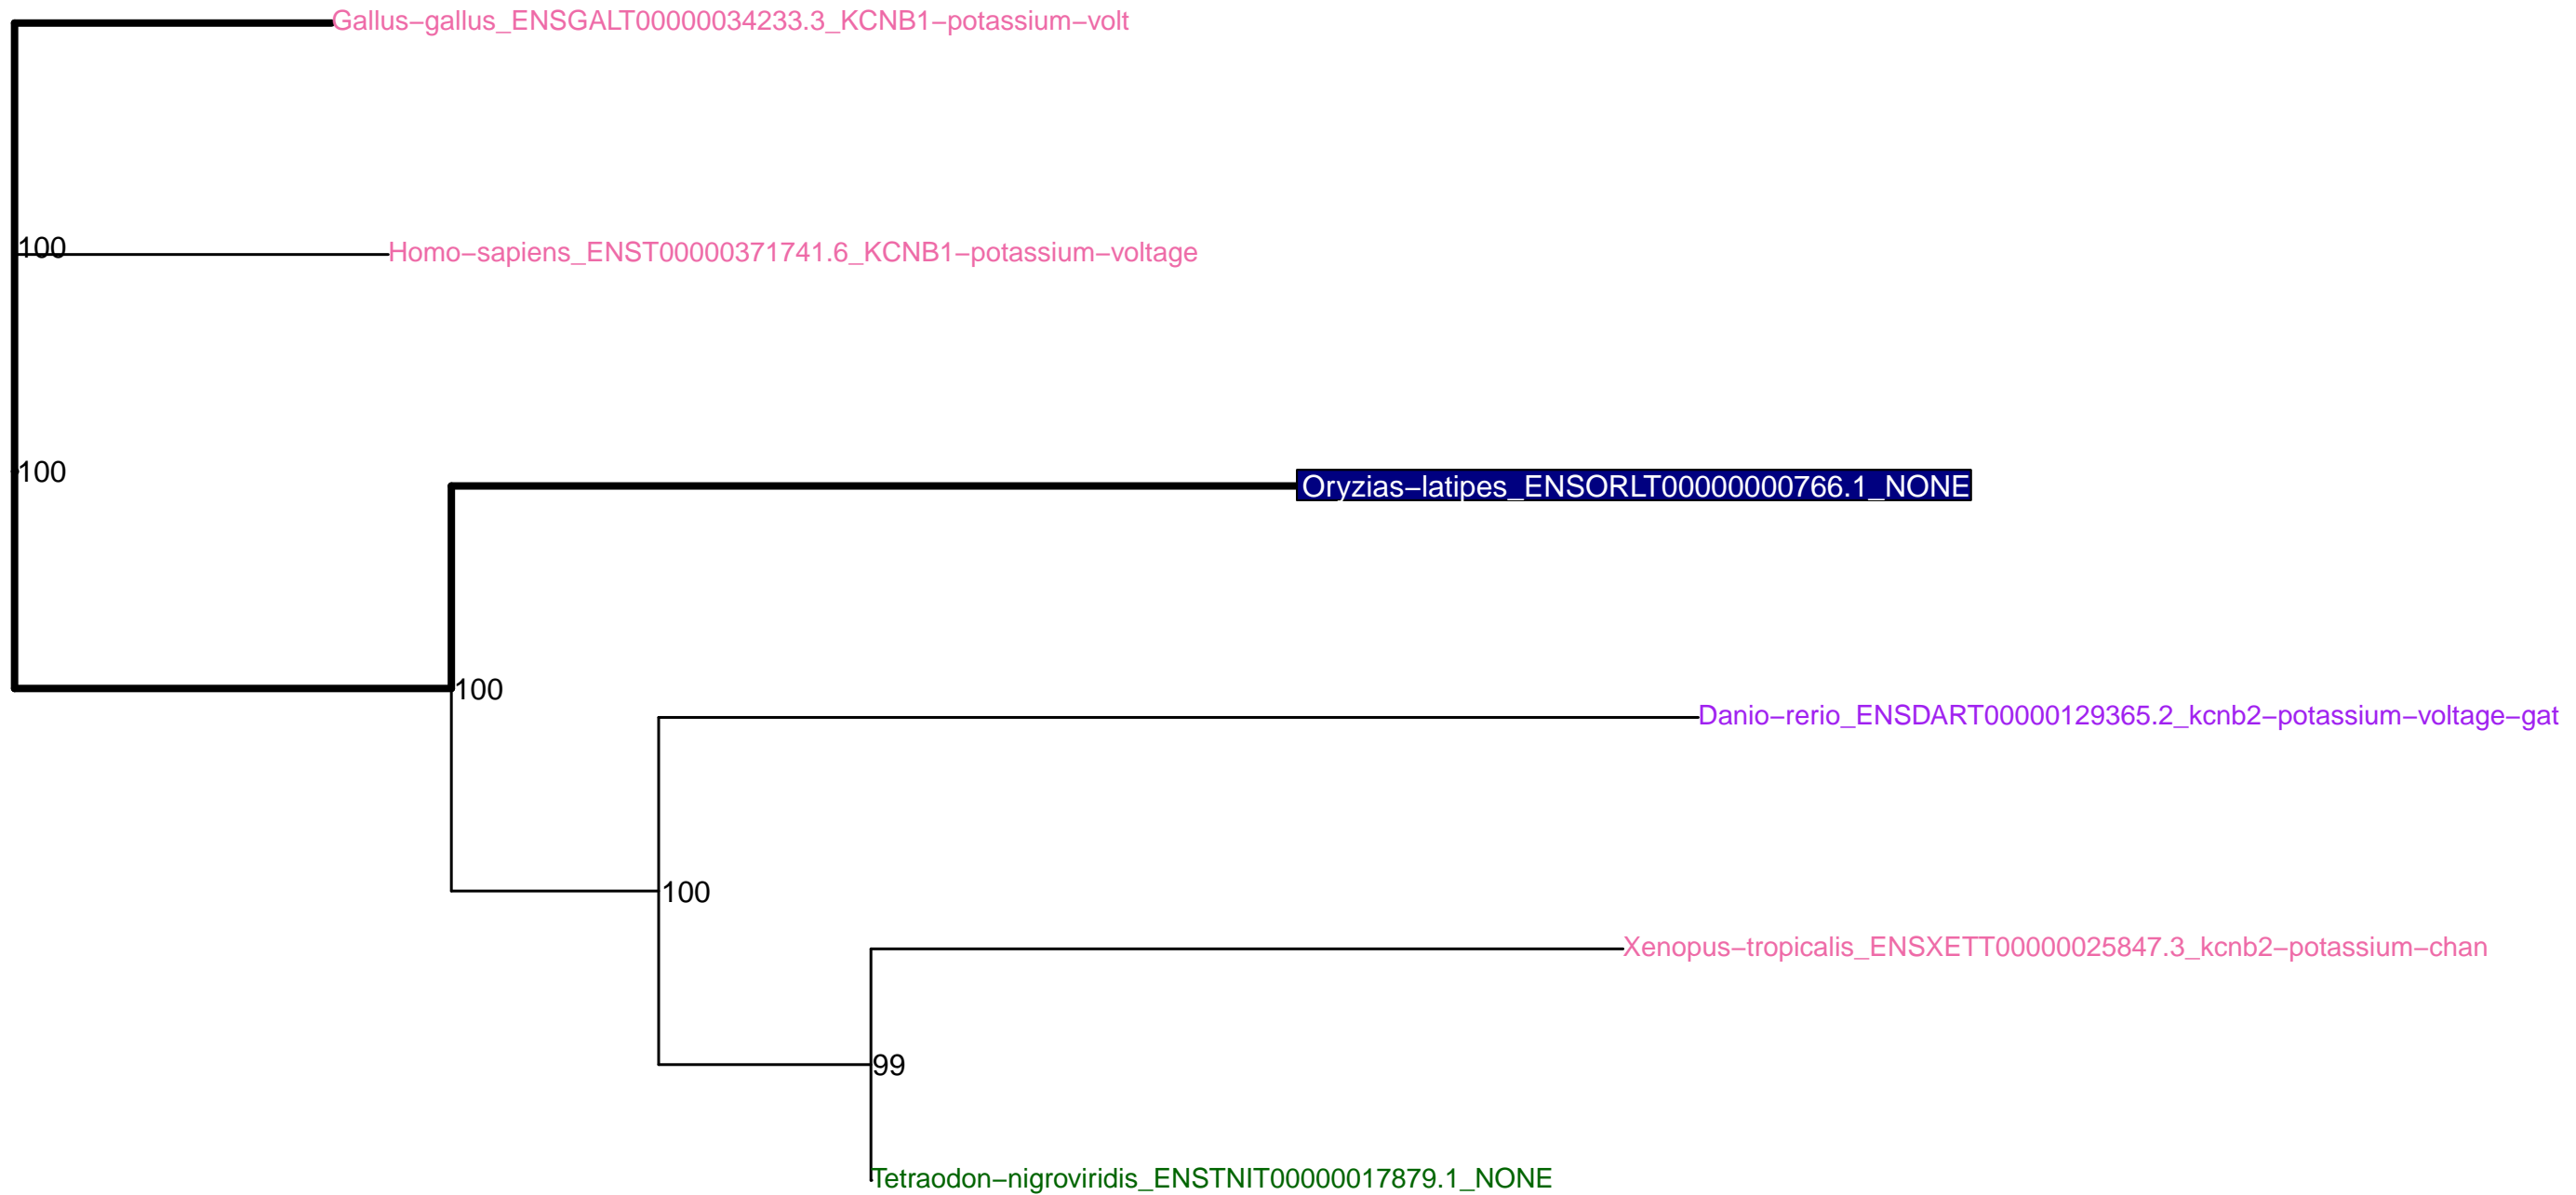 Gallus−gallus_ENSGALT00000034233.3_KCNB1−potassium−volt
100
Homo−sapiens_ENST00000371741.6_KCNB1−potassium−voltage
100
Oryzias−latipes_ENSORLT00000000766.1_NONE
100
Danio−rerio_ENSDART00000129365.2_kcnb2−potassium−voltage−gat
100
Xenopus−tropicalis_ENSXETT00000025847.3_kcnb2−potassium−chan
99
Tetraodon−nigroviridis_ENSTNIT00000017879.1_NONE